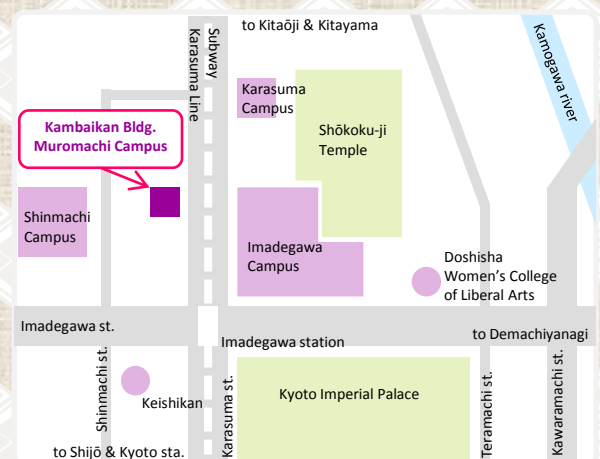 to Kitaōji & Kitayama
Subway
Karasuma Line
Kamogawa river
Karasuma
Campus
Kambaikan Bldg.
Muromachi Campus
Shōkoku-ji
Temple
Shinmachi
Campus
Imadegawa
Campus
Doshisha
Women's College
of Liberal Arts
Imadegawa st.
to Demachiyanagi
Imadegawa station
Shinmachi st.
Keishikan
Karasuma st.
Kyoto Imperial Palace
Teramachi st.
Kawaramachi st.
to Shijō & Kyoto sta.